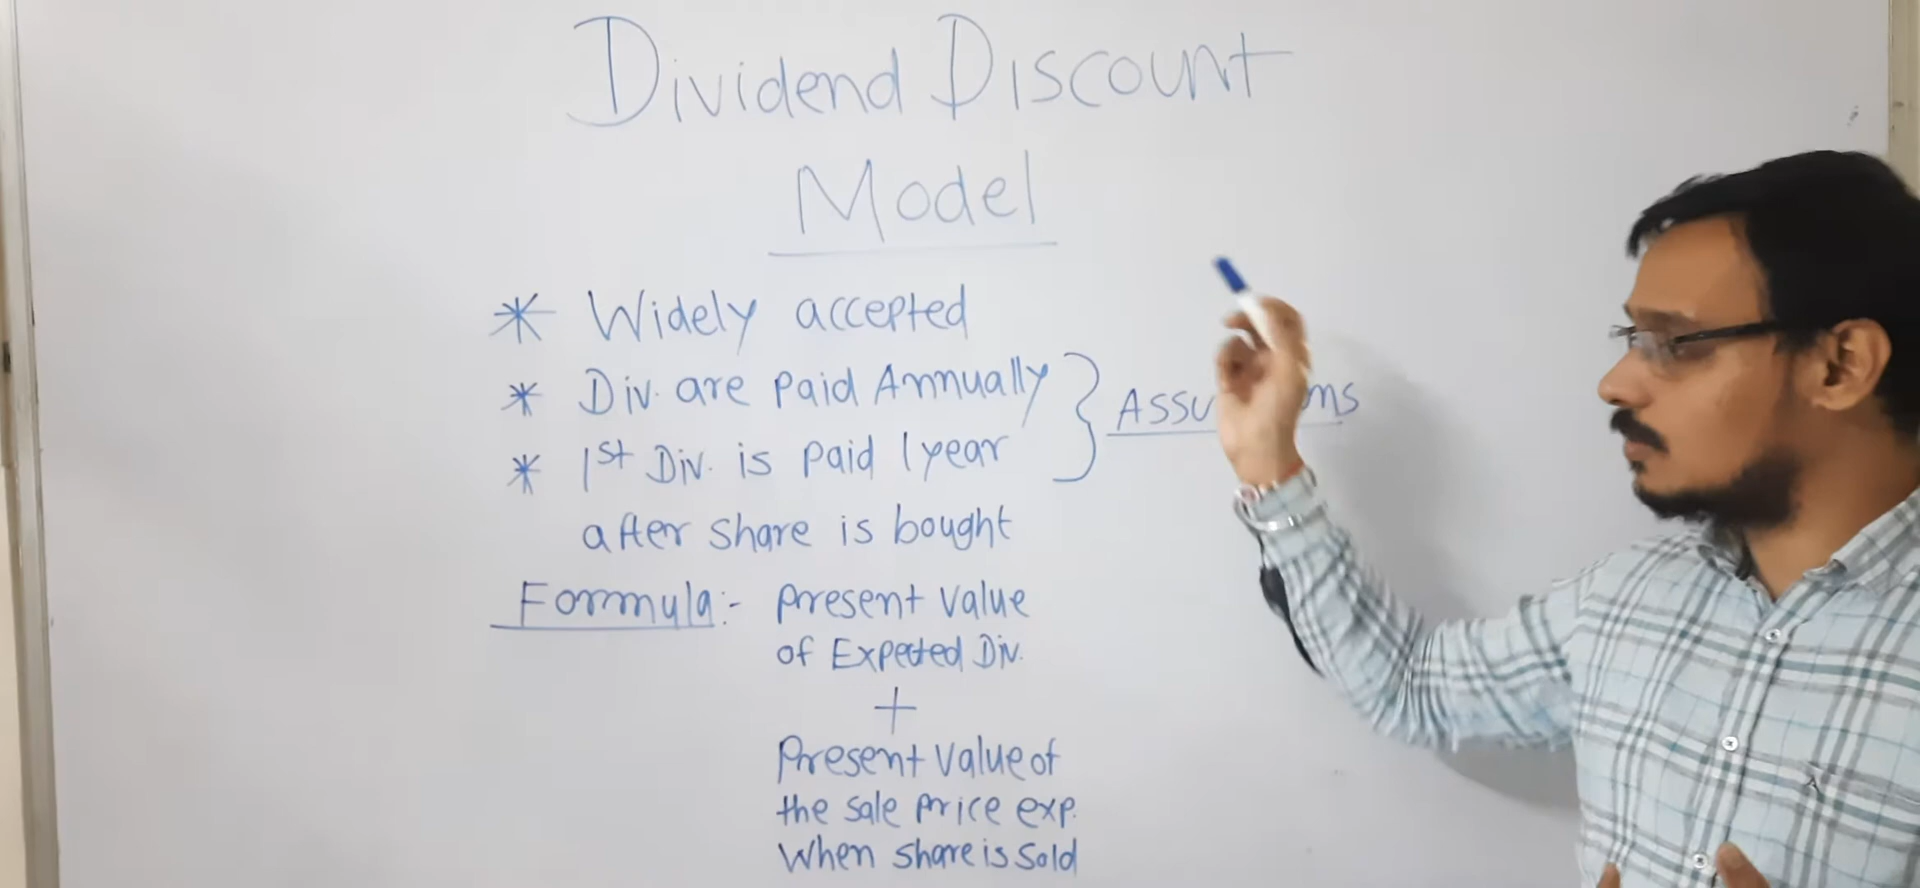 Dividend Discount
Model
* Widely accepted
* Div. are paid Annually
* 1st Div. is paid 1 year
after share is bought
Formula:- present value
of Expected Div.
+
Present value of
the sale price exp.
when share is sold